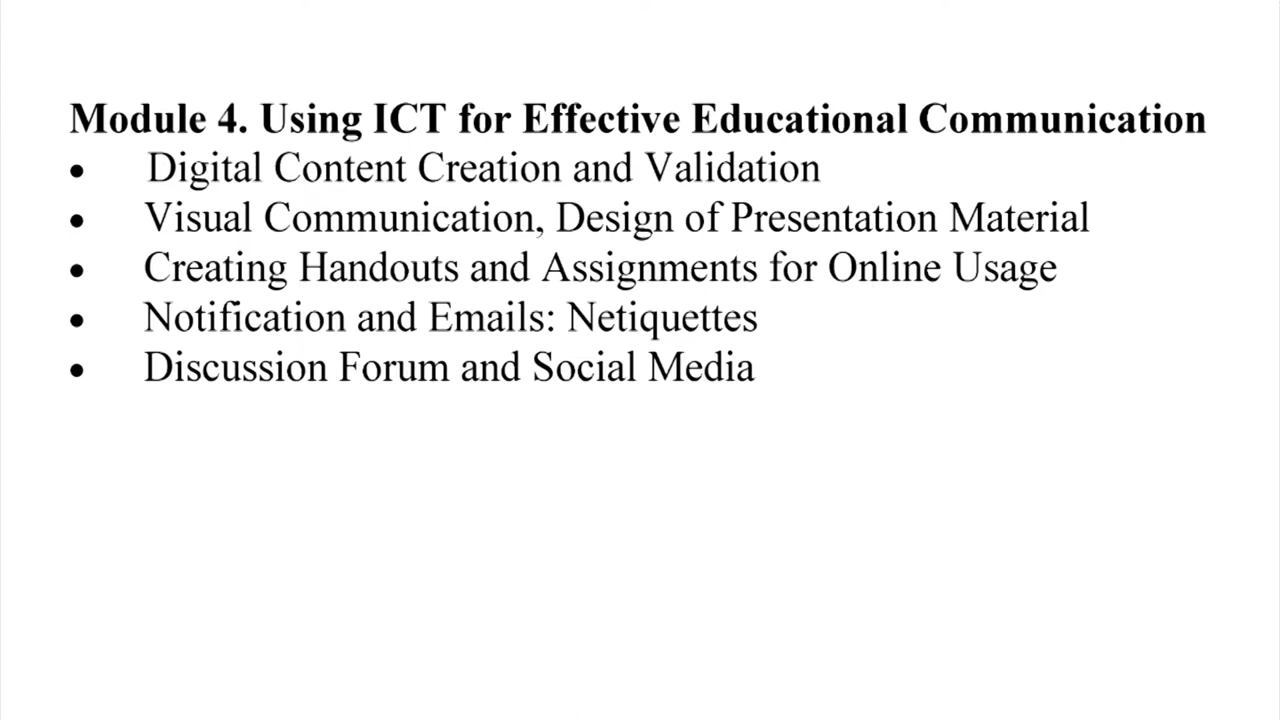 Module 4. Using ICT for Effective Educational Communication
• Digital Content Creation and Validation
• Visual Communication, Design of Presentation Material
• Creating Handouts and Assignments for Online Usage
• Notification and Emails: Netiquettes
• Discussion Forum and Social Media